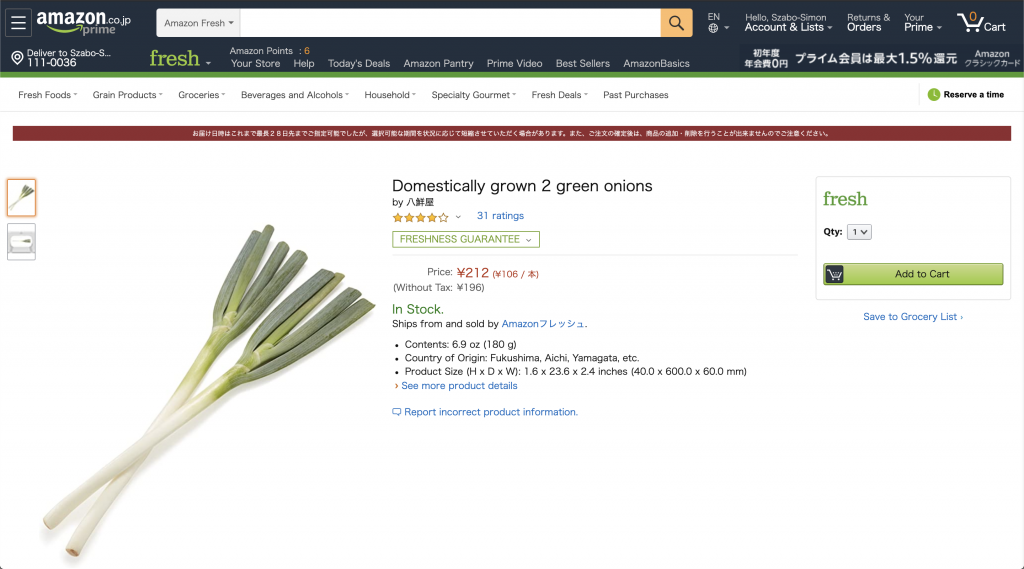 amazon.co.jp
prime
Amazon Fresh
EN
Hello, Szabo-Simon
Account & Lists
Returns &
Orders
Your
Prime
0
Cart
Deliver to Szabo-S...
111-0036
fresh
Amazon Points : 6
Your Store
Help
Today's Deals
Amazon Pantry
Prime Video
Best Sellers
AmazonBasics
初年度
年会費0円
プライム会員は最大1.5%還元
Amazon
クラシックカード
Fresh Foods
Grain Products
Groceries
Beverages and Alcohols
Household
Specialty Gourmet
Fresh Deals
Past Purchases
Reserve a time
お届け日時はこれまで最長28日先までご指定可能でしたが、選択可能な期間を状況に応じて短縮させていただく場合があります。また、ご注文の確定後は、商品の追加・削除を行うことが出来ませんのでご注意ください。
Domestically grown 2 green onions
by 八鮮屋
31 ratings
FRESHNESS GUARANTEE
Price: ¥212 (¥106 / 本)
(Without Tax: ¥196)
In Stock.
Ships from and sold by Amazonフレッシュ.
• Contents: 6.9 oz (180 g)
• Country of Origin: Fukushima, Aichi, Yamagata, etc.
• Product Size (H x D x W): 1.6 x 23.6 x 2.4 inches (40.0 x 600.0 x 60.0 mm)
› See more product details
Report incorrect product information.
fresh
Qty: 1
Add to Cart
Save to Grocery List ›